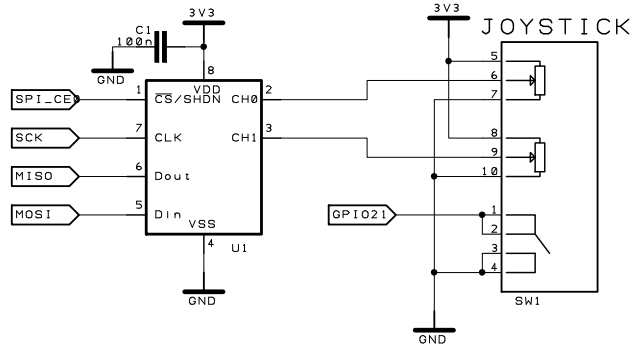 3V3
3V3
JOYSTICK
C1
100n
GND
8
VDD
SPI_CE0
1
CS/SHDN
CH0
2
SCK
7
CLK
CH1
3
MISO
6
Dout
MOSI
5
DIn
VSS
4
U1
GND
5
6
7
8
9
10
GPIO21
1
2
3
4
SW1
GND